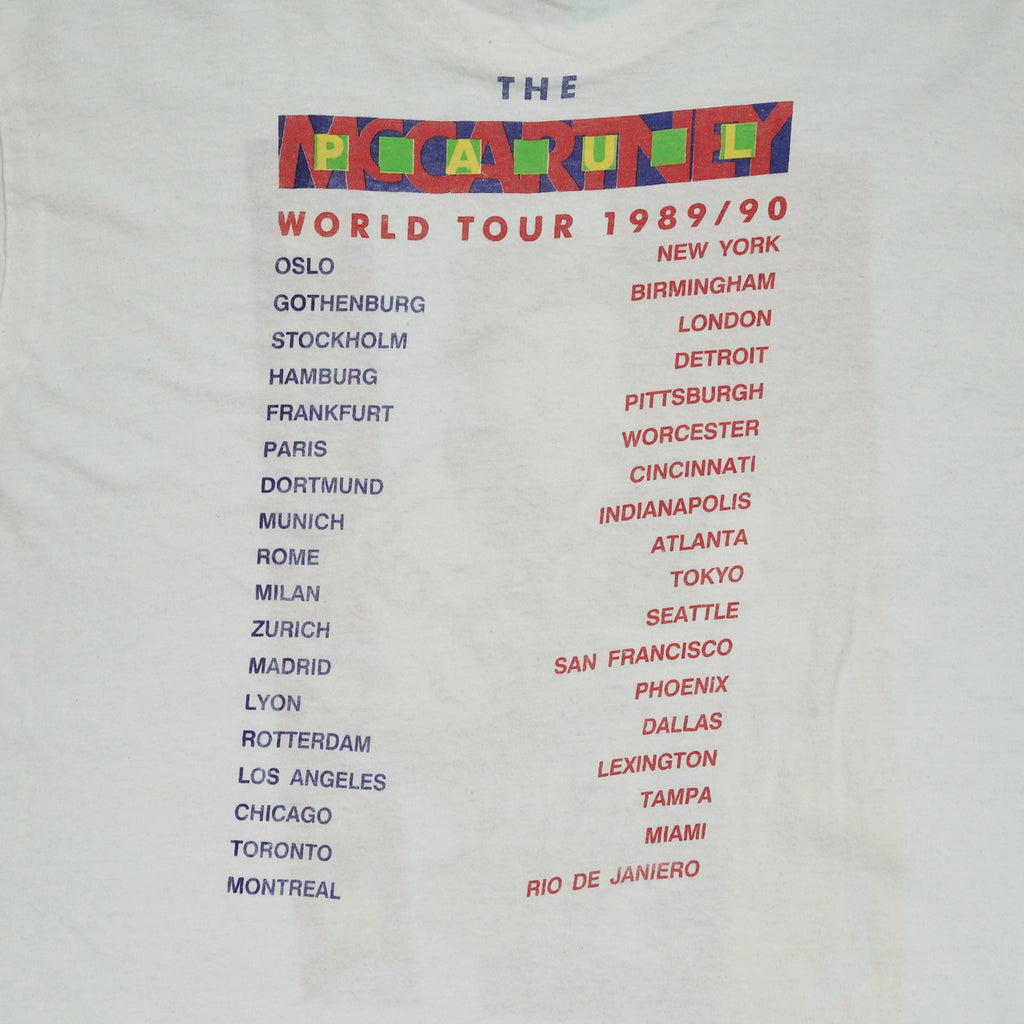 THE
MCCARTNEY
PAUL
WORLD TOUR 1989/90
OSLO
GOTHENBURG
STOCKHOLM
HAMBURG
FRANKFURT
PARIS
DORTMUND
MUNICH
ROME
MILAN
ZURICH
MADRID
LYON
ROTTERDAM
LOS ANGELES
CHICAGO
TORONTO
MONTREAL
NEW YORK
BIRMINGHAM
LONDON
DETROIT
PITTSBURGH
WORCESTER
CINCINNATI
INDIANAPOLIS
ATLANTA
TOKYO
SEATTLE
SAN FRANCISCO
PHOENIX
DALLAS
LEXINGTON
TAMPA
MIAMI
RIO DE JANIERO